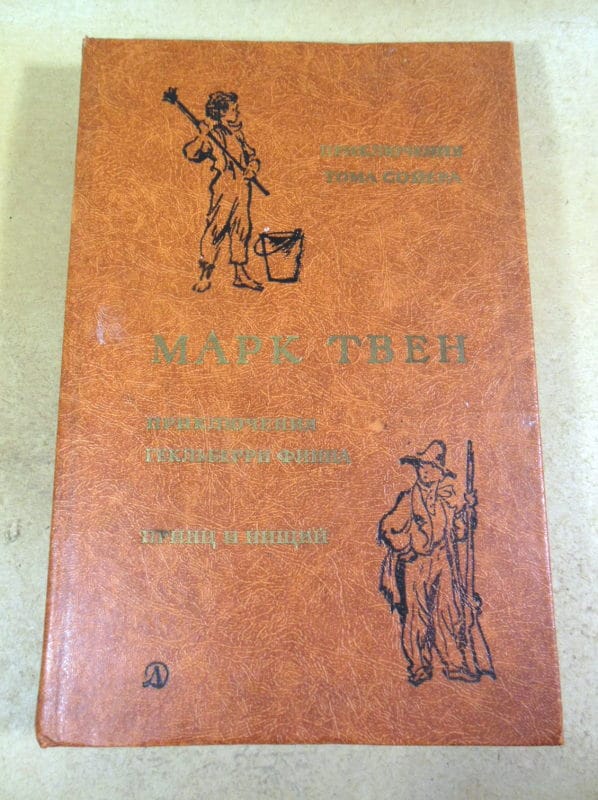 ПРИКЛЮЧЕНИЯ
ТОМА СОЙЕРА
МАРК ТВЕН
ПРИКЛЮЧЕНИЯ
ГЕКЛЬБЕРРИ ФИННА
ПРИНЦ И НИЩИЙ
Д